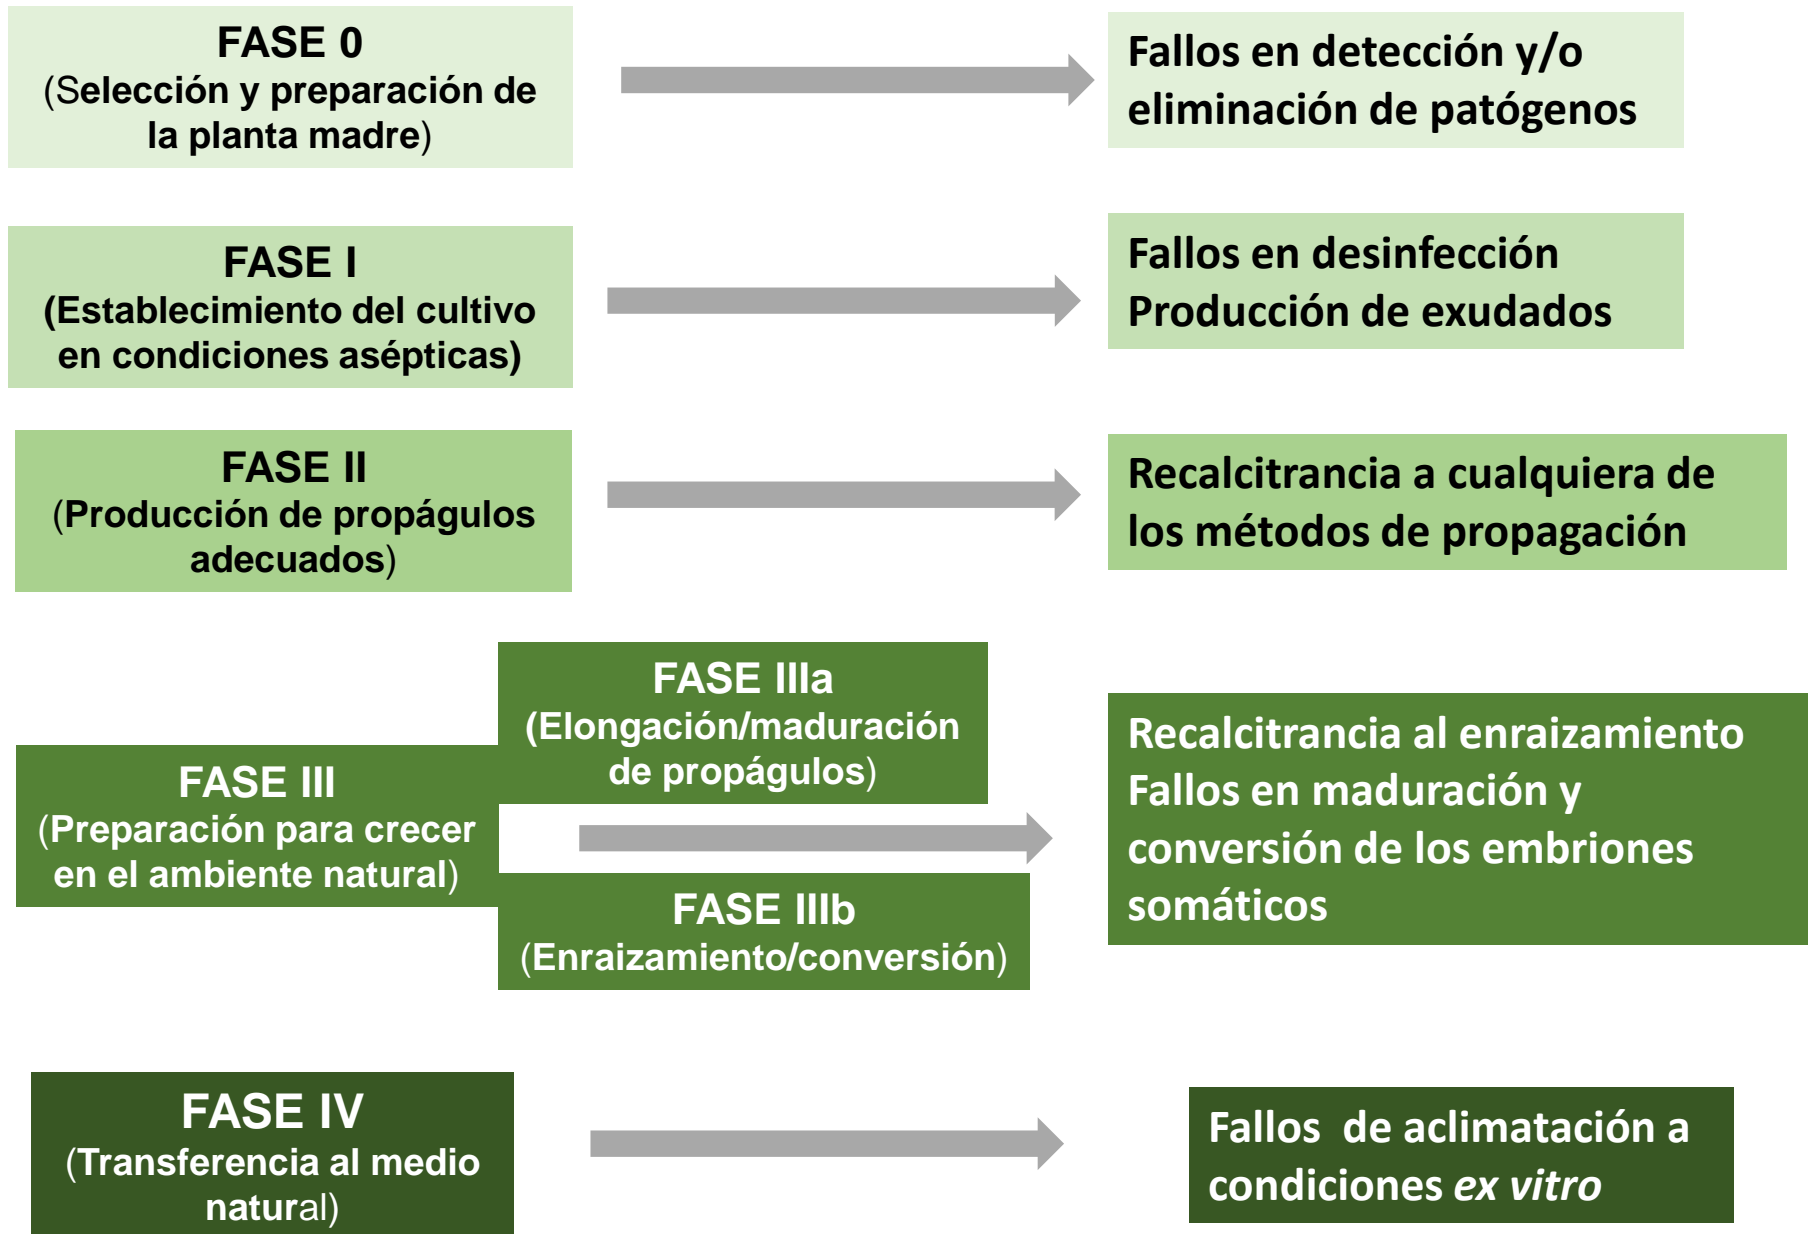 FASE 0
(Selección y preparación de
la planta madre)
Fallos en detección y/o
eliminación de patógenos
FASE I
(Establecimiento del cultivo
en condiciones asépticas)
Fallos en desinfección
Producción de exudados
FASE II
(Producción de propágulos
adecuados)
Recalcitrancia a cualquiera de
los métodos de propagación
FASE III
(Preparación para crecer
en el ambiente natural)
FASE IIIa
(Elongación/maduración
de propágulos)
FASE IIIb
(Enraizamiento/conversión)
Recalcitrancia al enraizamiento
Fallos en maduración y
conversión de los embriones
somáticos
FASE IV
(Transferencia al medio
natural)
Fallos  de aclimatación a
condiciones ex vitro